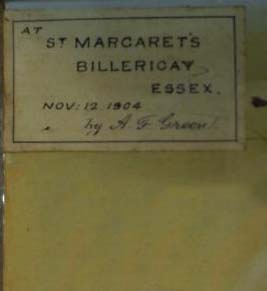 AT
ST MARGARET'S
BILLERICAY
ESSEX.
NOV: 12. 1904
by A. F. Green